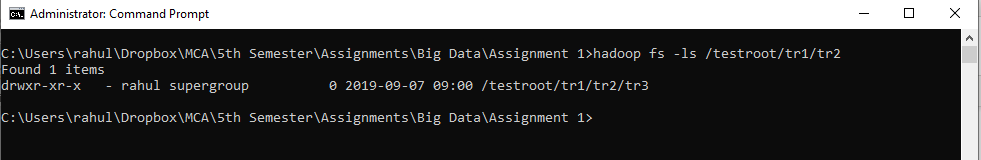 Administrator: Command Prompt
C:\Users\rahul\Dropbox\MCA\5th Semester\Assignments\Big Data\Assignment 1>hadoop fs -ls /testroot/tr1/tr2
Found 1 items
drwxr-xr-x   - rahul supergroup          0 2019-09-07 09:00 /testroot/tr1/tr2/tr3
C:\Users\rahul\Dropbox\MCA\5th Semester\Assignments\Big Data\Assignment 1>